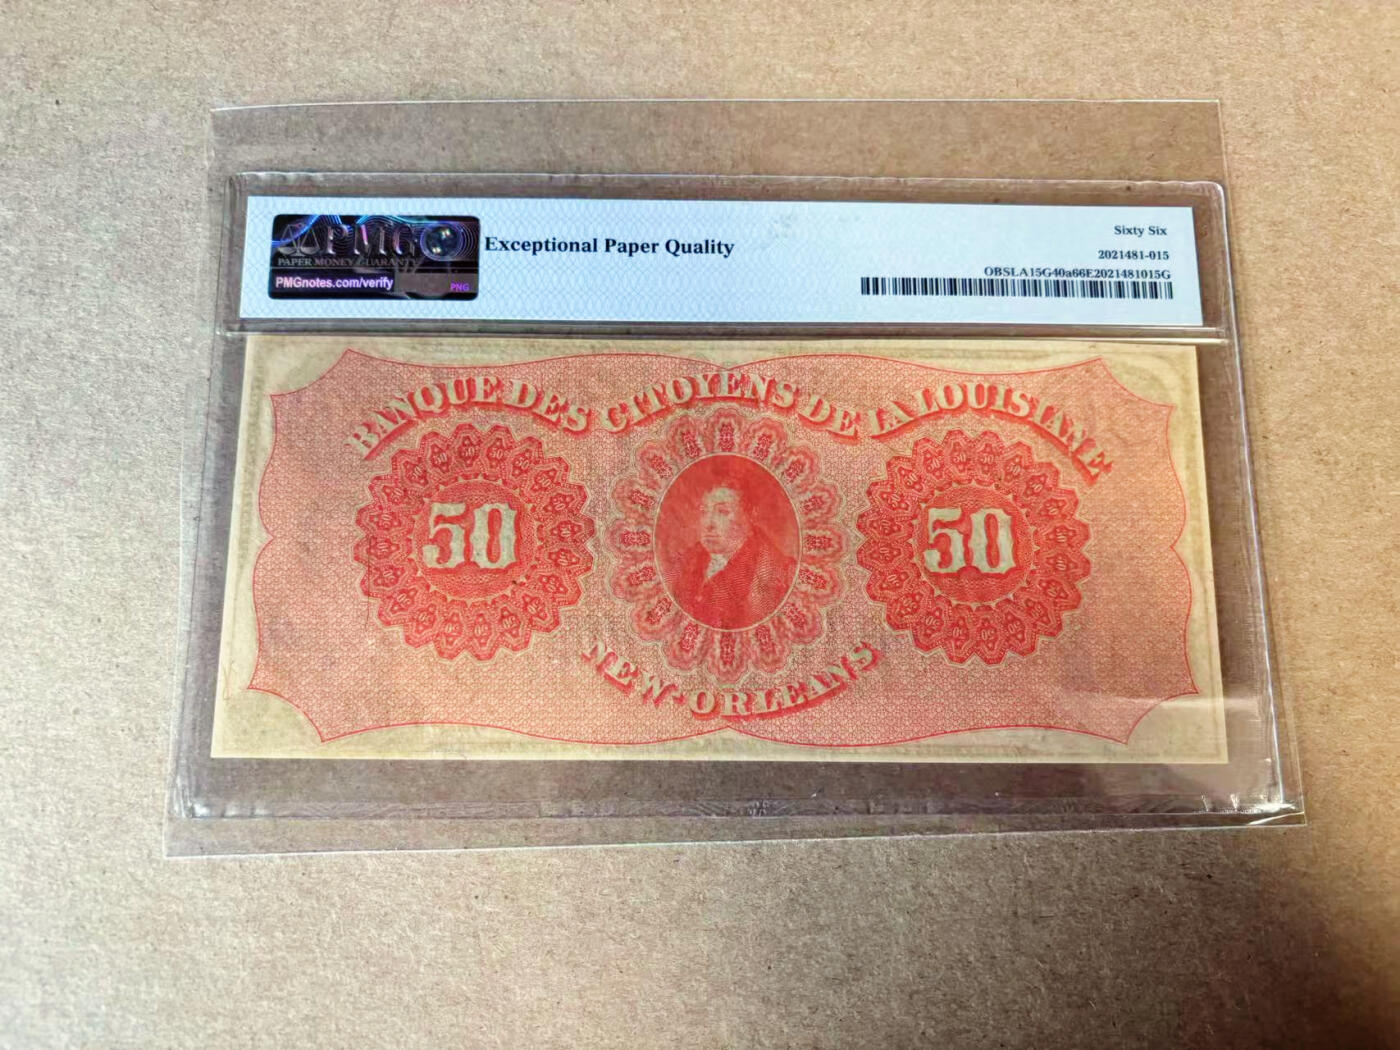 PMG
PAPER MONEY GUARANTY
PMGnotes.com/verify
PNG
Exceptional Paper Quality
Sixty Six
2021481-015
OBSLA15G40a66E2021481015G
BANQUE DES CITOYENS DE LA LOUISIANE
50
50
NEW-ORLEANS